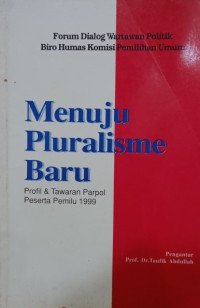 Forum Dialog Wartawan Politik
Biro Humas Komisi Pemilihan Umum
Menuju
Pluralisme
Baru
Profil & Tawaran Parpol
Peserta Pemilu 1999
Pengantar
Prof. Dr.Taufik Abdullah